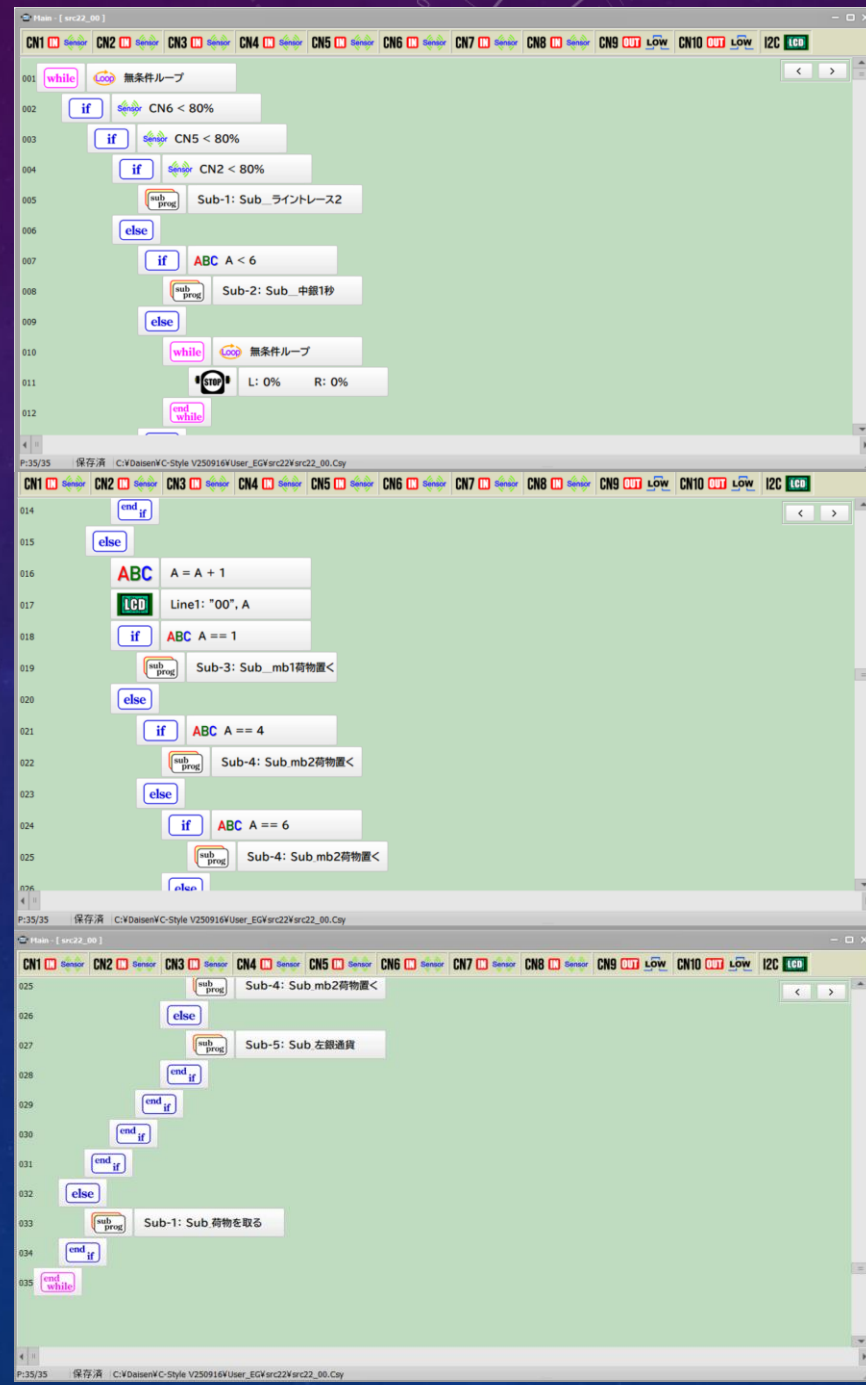 Main - [ src22_00 ]
CN1 IN Sensor CN2 IN Sensor CN3 IN Sensor CN4 IN Sensor CN5 IN Sensor CN6 IN Sensor CN7 IN Sensor CN8 IN Sensor CN9 OUT LOW CN10 OUT LOW I2C LCD
001 while Loop 無条件ループ
002 if Sensor CN6 < 80%
003 if Sensor CN5 < 80%
004 if Sensor CN2 < 80%
005 sub prog Sub-1: Sub__ライントレース2
006 else
007 if ABC A < 6
008 sub prog Sub-2: Sub__中銀1秒
009 else
010 while Loop 無条件ループ
011 STOP L: 0% R: 0%
012 end while
P:35/35 保存済 C:¥Daisen¥C-Style V250916¥User_EG¥src22¥src22_00.Csy
CN1 IN Sensor CN2 IN Sensor CN3 IN Sensor CN4 IN Sensor CN5 IN Sensor CN6 IN Sensor CN7 IN Sensor CN8 IN Sensor CN9 OUT LOW CN10 OUT LOW I2C LCD
014 end if
015 else
016 ABC A = A + 1
017 LCD Line1: "00", A
018 if ABC A == 1
019 sub prog Sub-3: Sub__mb1荷物置く
020 else
021 if ABC A == 4
022 sub prog Sub-4: Sub_mb2荷物置く
023 else
024 if ABC A == 6
025 sub prog Sub-4: Sub_mb2荷物置く
026 else
P:35/35 保存済 C:¥Daisen¥C-Style V250916¥User_EG¥src22¥src22_00.Csy
Main - [ src22_00 ]
CN1 IN Sensor CN2 IN Sensor CN3 IN Sensor CN4 IN Sensor CN5 IN Sensor CN6 IN Sensor CN7 IN Sensor CN8 IN Sensor CN9 OUT LOW CN10 OUT LOW I2C LCD
025 sub prog Sub-4: Sub_mb2荷物置く
026 else
027 sub prog Sub-5: Sub_左銀通貨
028 end if
029 end if
030 end if
031 end if
032 else
033 sub prog Sub-1: Sub_荷物を取る
034 end if
035 end while
P:35/35 保存済 C:¥Daisen¥C-Style V250916¥User_EG¥src22¥src22_00.Csy